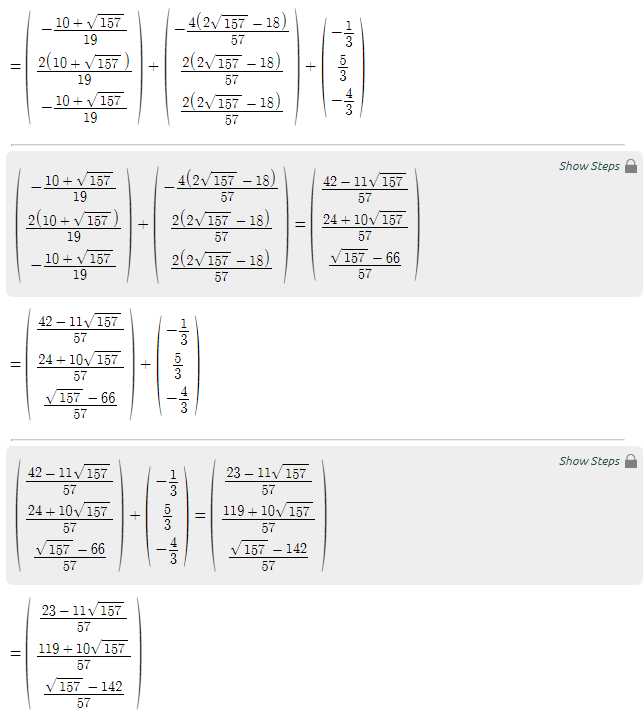 = ( -(10 + √157)/19 ; 2(10 + √157)/19 ; -(10 + √157)/19 ) + ( -4(2√157 - 18)/57 ; 2(2√157 - 18)/57 ; 2(2√157 - 18)/57 ) + ( -1/3 ; 5/3 ; -4/3 )
Show Steps
( -(10 + √157)/19 ; 2(10 + √157)/19 ; -(10 + √157)/19 ) + ( -4(2√157 - 18)/57 ; 2(2√157 - 18)/57 ; 2(2√157 - 18)/57 ) = ( (42 - 11√157)/57 ; (24 + 10√157)/57 ; (√157 - 66)/57 )
= ( (42 - 11√157)/57 ; (24 + 10√157)/57 ; (√157 - 66)/57 ) + ( -1/3 ; 5/3 ; -4/3 )
Show Steps
( (42 - 11√157)/57 ; (24 + 10√157)/57 ; (√157 - 66)/57 ) + ( -1/3 ; 5/3 ; -4/3 ) = ( (23 - 11√157)/57 ; (119 + 10√157)/57 ; (√157 - 142)/57 )
= ( (23 - 11√157)/57 ; (119 + 10√157)/57 ; (√157 - 142)/57 )